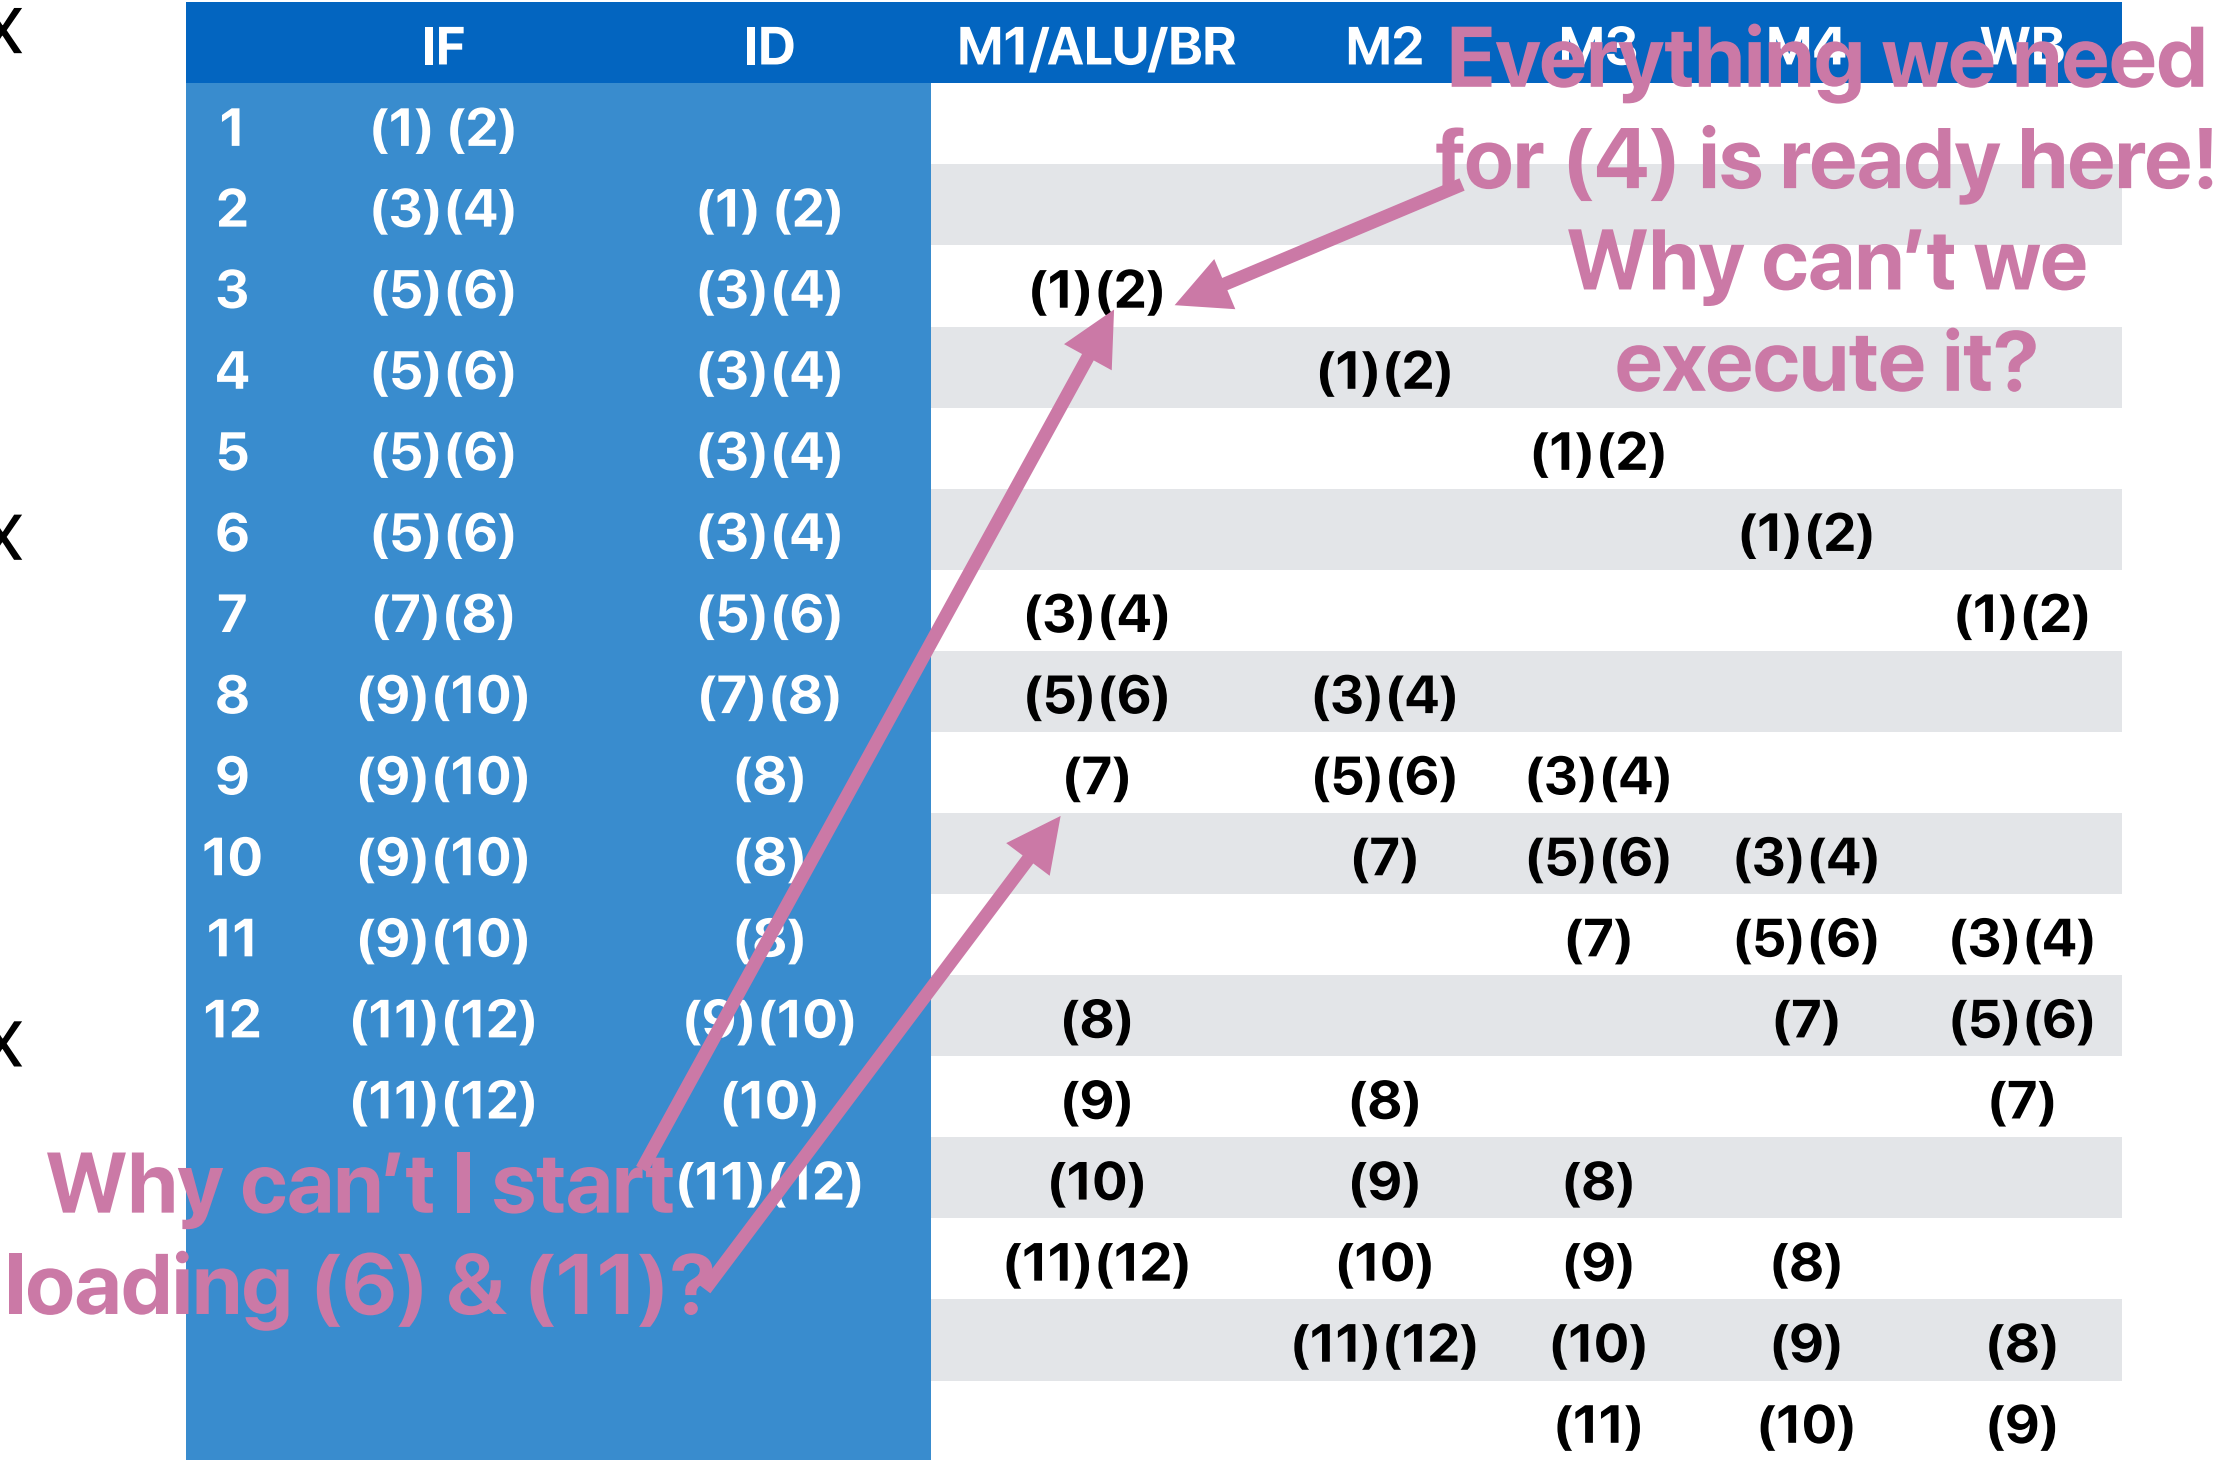 X
IF ID M1/ALU/BR M2 M3 M4 WB
Everything we need
for (4) is ready here!
Why can't we
execute it?
1 (1) (2)
2 (3)(4) (1) (2)
3 (5)(6) (3)(4) (1)(2)
4 (5)(6) (3)(4) (1)(2)
5 (5)(6) (3)(4) (1)(2)
X
6 (5)(6) (3)(4) (1)(2)
7 (7)(8) (5)(6) (3)(4) (1)(2)
8 (9)(10) (7)(8) (5)(6) (3)(4)
9 (9)(10) (8) (7) (5)(6) (3)(4)
10 (9)(10) (8) (7) (5)(6) (3)(4)
11 (9)(10) (8) (7) (5)(6) (3)(4)
12 (11)(12) (9)(10) (8) (7) (5)(6)
X
(11)(12) (10) (9) (8) (7)
(11)(12) (10) (9) (8)
(11)(12) (10) (9) (8)
(11)(12) (10) (9) (8)
(11) (10) (9)
Why can't I start
loading (6) & (11)?